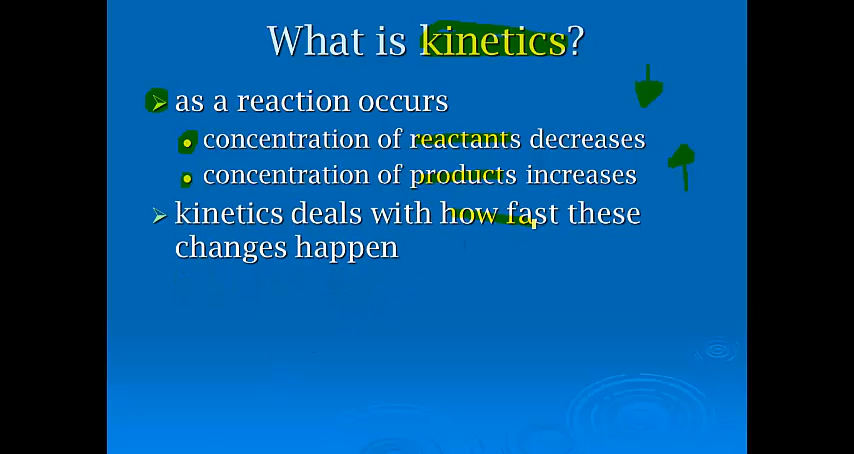 What is kinetics?
as a reaction occurs
concentration of reactants decreases
concentration of products increases
kinetics deals with how fast these
changes happen